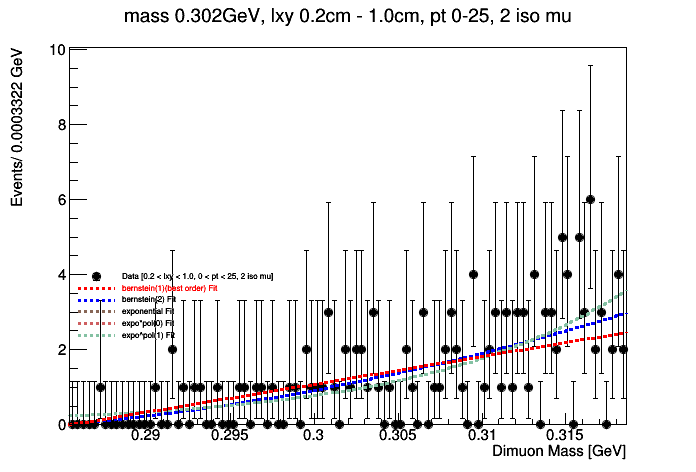 mass 0.302GeV, lxy 0.2cm - 1.0cm, pt 0-25, 2 iso mu
Events/ 0.0003322 GeV
10
8
6
4
2
0
Data [0.2 < lxy < 1.0, 0 < pt < 25, 2 iso mu]
bernstein(1)(best order) Fit
bernstein(2) Fit
exponential Fit
expo*pol(0) Fit
expo*pol(1) Fit
0.29 0.295 0.3 0.305 0.31 0.315
Dimuon Mass [GeV]